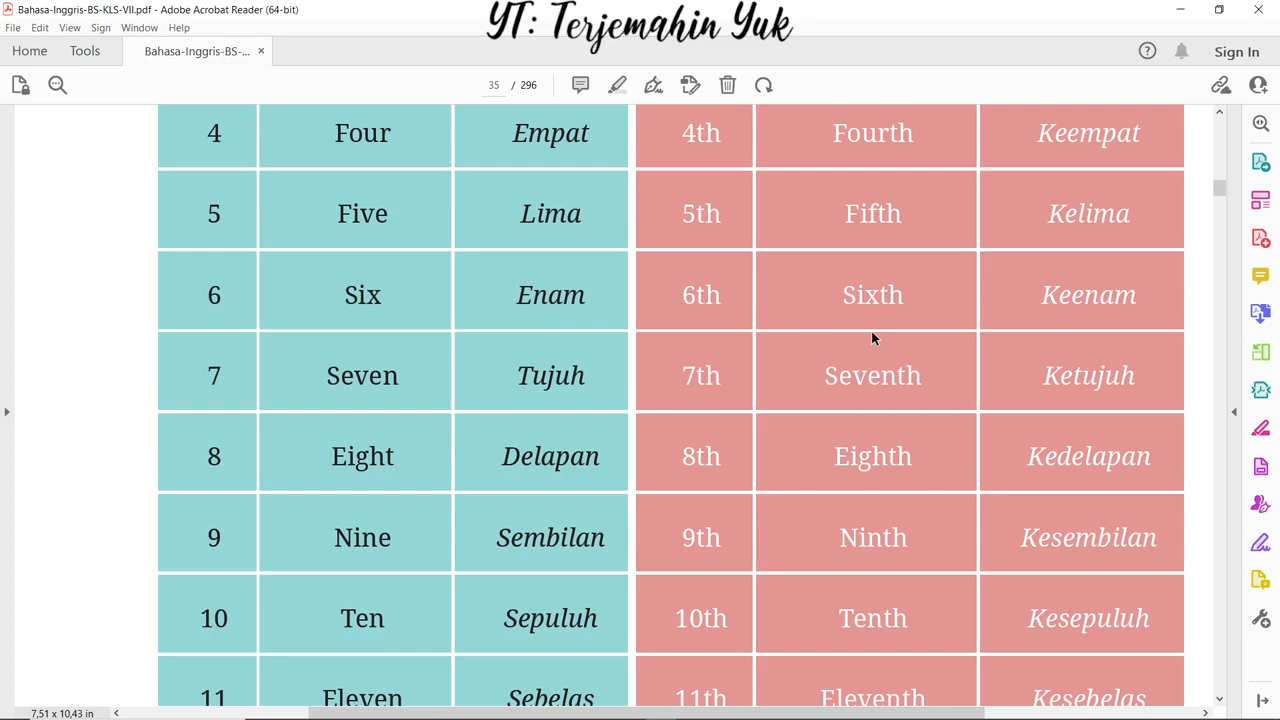 Bahasa-Inggris-BS-KLS-VII.pdf - Adobe Acrobat Reader (64-bit)
YT: Terjemahin Yuk
File Edit View Sign Window Help
Home Tools Bahasa-Inggris-BS-... × Sign In
35 / 296
4 Four Empat 4th Fourth Keempat
5 Five Lima 5th Fifth Kelima
6 Six Enam 6th Sixth Keenam
7 Seven Tujuh 7th Seventh Ketujuh
8 Eight Delapan 8th Eighth Kedelapan
9 Nine Sembilan 9th Ninth Kesembilan
10 Ten Sepuluh 10th Tenth Kesepuluh
11 Eleven Sebelas 11th Eleventh Kesebelas
7,51 x 10,43 in